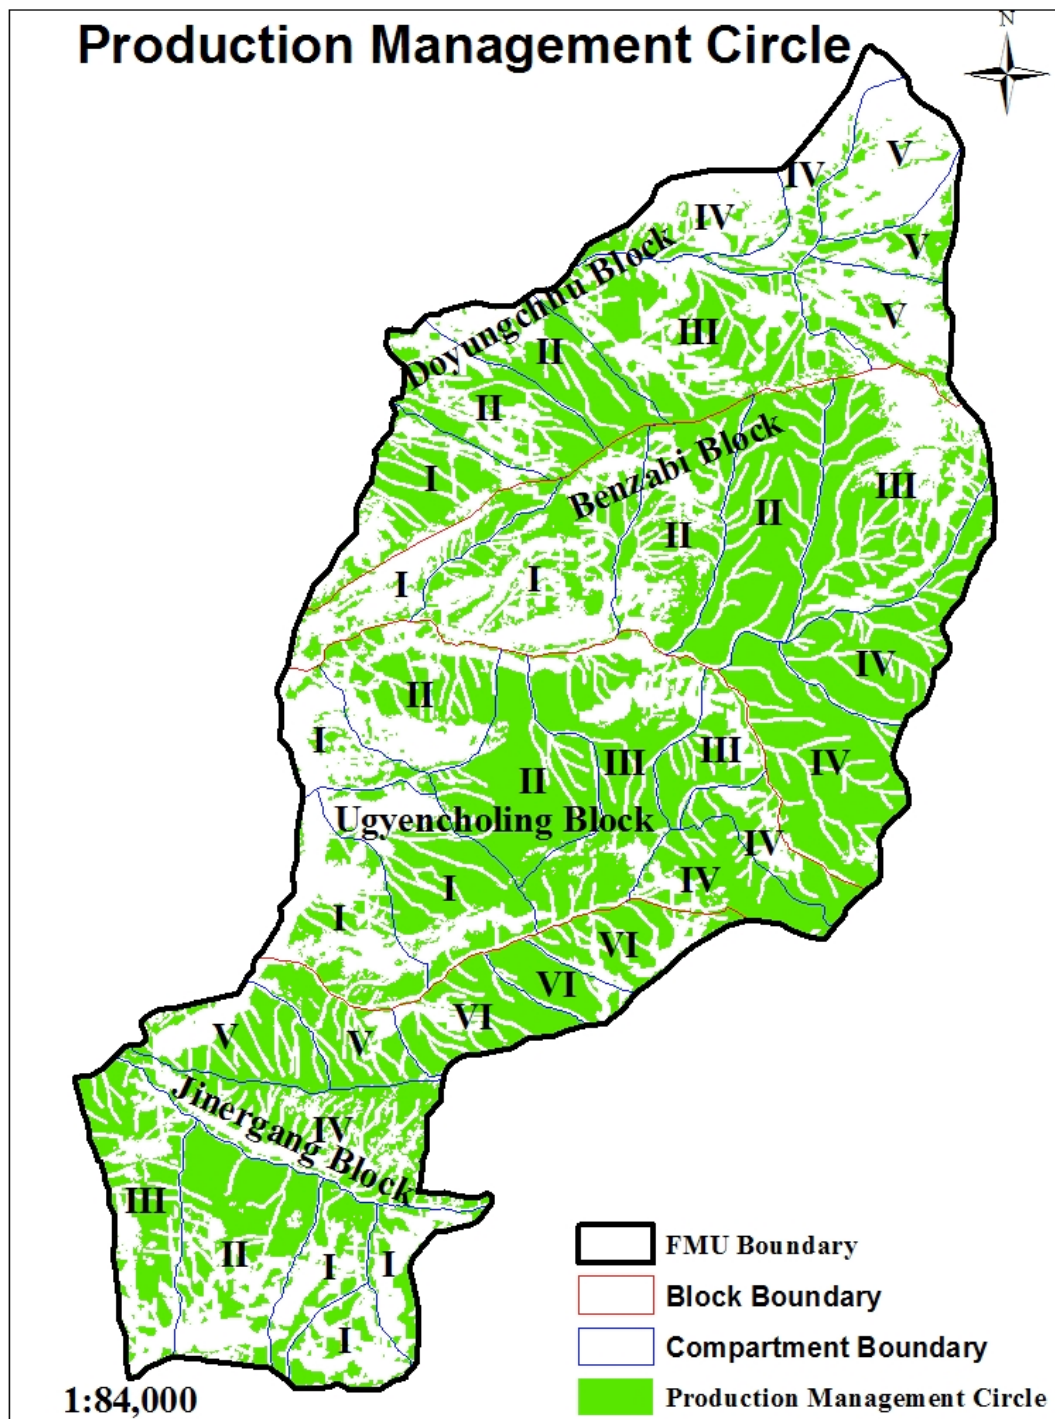 N
Production Management Circle
V
IV
IV
V
V
Doyungchhu Block
III
II
II
I
Benzabi Block
III
II
II
I
I
IV
II
I
III
III
II
IV
Ugyencholing Block
IV
IV
I
I
VI
VI
VI
V
V
Jinergang Block
IV
III
II
I
I
I
FMU Boundary
Block Boundary
Compartment Boundary
Production Management Circle
1:84,000